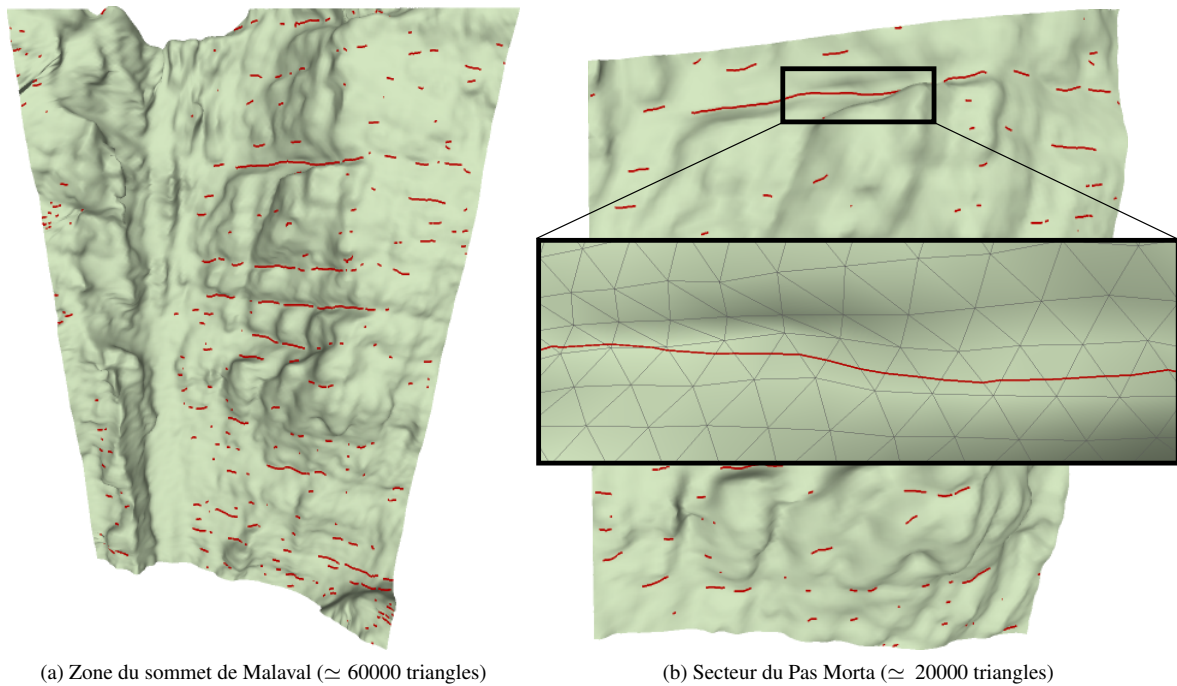 (a) Zone du sommet de Malaval (≃ 60000 triangles)
(b) Secteur du Pas Morta (≃ 20000 triangles)